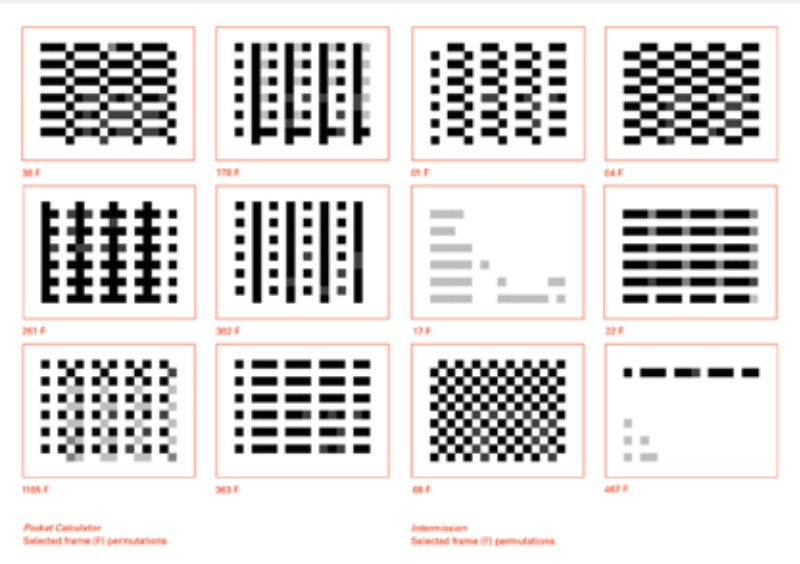 38 F
178 F
01 F
64 F
261 F
302 F
17 F
22 F
1165 F
363 F
68 F
467 F
Pocket Calculator
Selected frame (F) permutations
Intermission
Selected frame (F) permutations